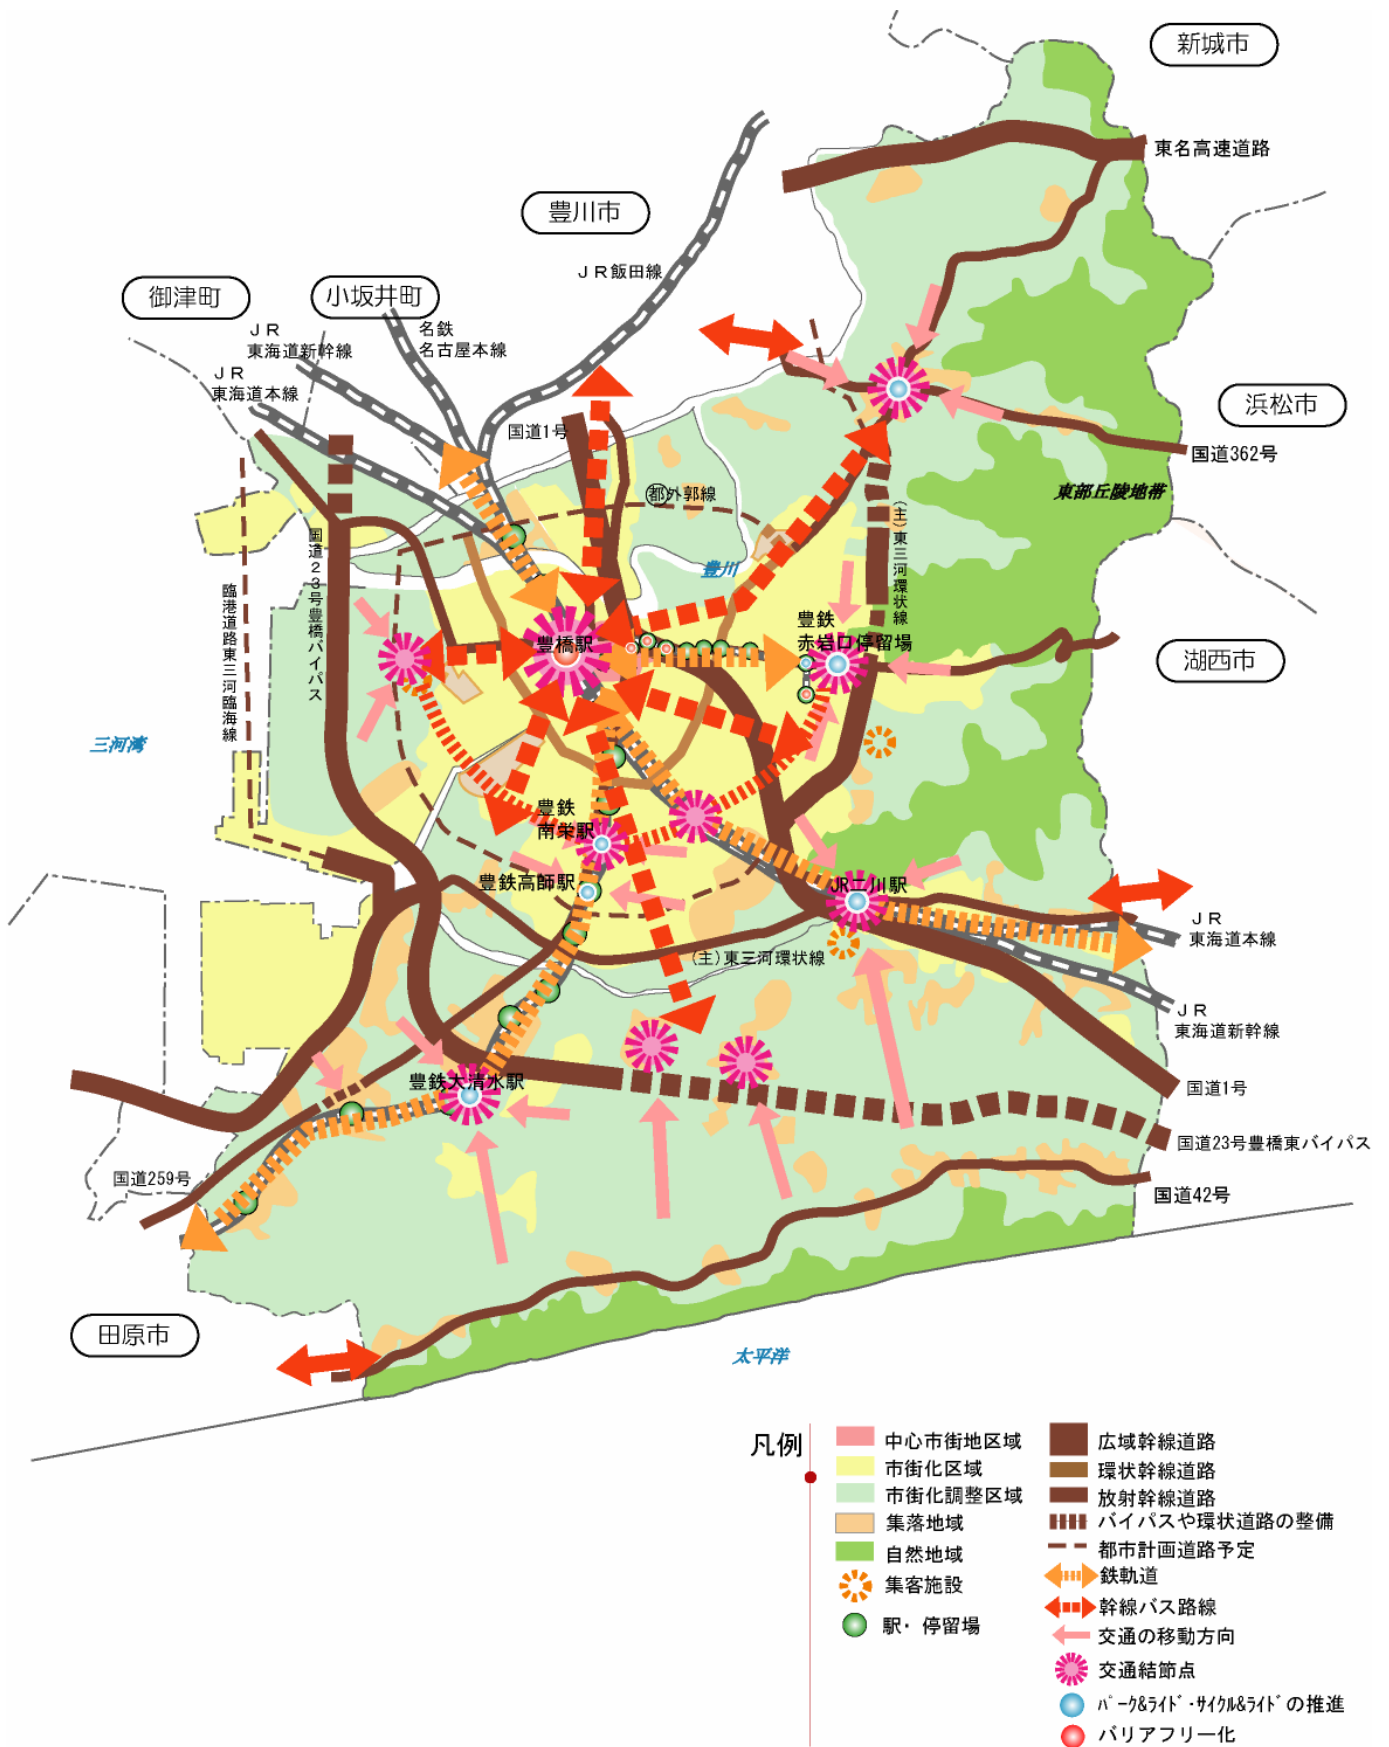 新城市
東名高速道路
豊川市
ＪＲ飯田線
御津町
小坂井町
ＪＲ
東海道新幹線
名鉄
名古屋本線
ＪＲ
東海道本線
浜松市
国道1号
国道362号
東部丘陵地帯
都外郭線
(主)東三河環状線
国道２３号豊橋バイパス
豊川
臨港道路東三河臨海線
豊鉄
赤岩口停留場
豊橋駅
湖西市
三河湾
豊鉄
南栄駅
豊鉄高師駅
JR二川駅
ＪＲ
東海道本線
(主)東三河環状線
ＪＲ
東海道新幹線
豊鉄大清水駅
国道1号
国道23号豊橋東バイパス
国道259号
国道42号
田原市
太平洋
凡例
中心市街地区域
市街化区域
市街化調整区域
集落地域
自然地域
集客施設
駅・停留場
広域幹線道路
環状幹線道路
放射幹線道路
バイパスや環状道路の整備
都市計画道路予定
鉄軌道
幹線バス路線
交通の移動方向
交通結節点
ﾊﾟｰｸ&ﾗｲﾄﾞ・ｻｲｸﾙ&ﾗｲﾄﾞの推進
バリアフリー化